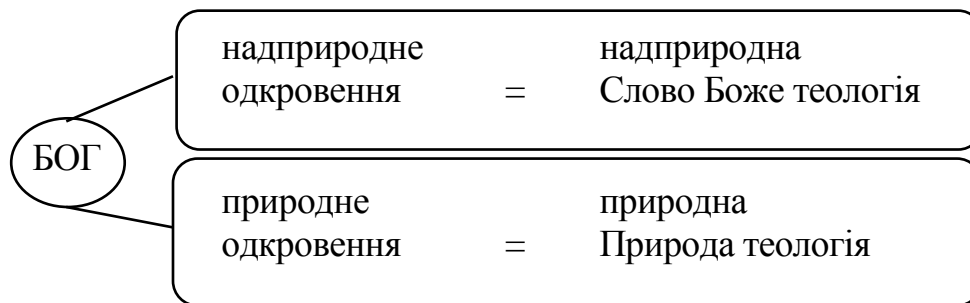 надприродне надприродна
одкровення = Слово Боже теологія
БОГ
природне природна
одкровення = Природа теологія